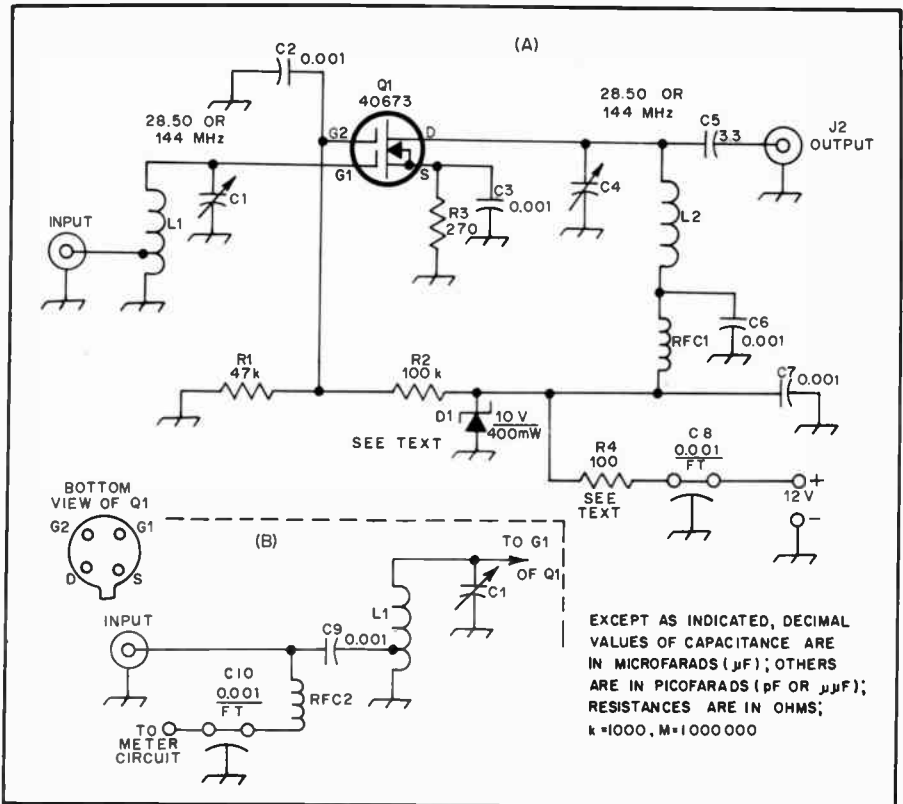 (A)
C2
0.001
Q1
40673
28.50 OR
144 MHz
28.50 OR
144 MHz
G2
D
C5
3.3
J2
OUTPUT
G1
S
C1
C3
0.001
C4
R3
270
INPUT
L1
L2
C6
0.001
RFC1
R1
47k
R2
100k
C7
0.001
D1
10 V
400mW
SEE TEXT
R4
100
SEE
TEXT
C8
0.001
FT
+
12V
-
BOTTOM
VIEW OF Q1
G2
G1
D
S
(B)
TO G1
OF Q1
C1
L1
INPUT
C9
0.001
C10
0.001
FT
RFC2
TO
METER
CIRCUIT
EXCEPT AS INDICATED, DECIMAL
VALUES OF CAPACITANCE ARE
IN MICROFARADS (µF); OTHERS
ARE IN PICOFARADS (pF OR µµF);
RESISTANCES ARE IN OHMS;
k=1000, M=1000000